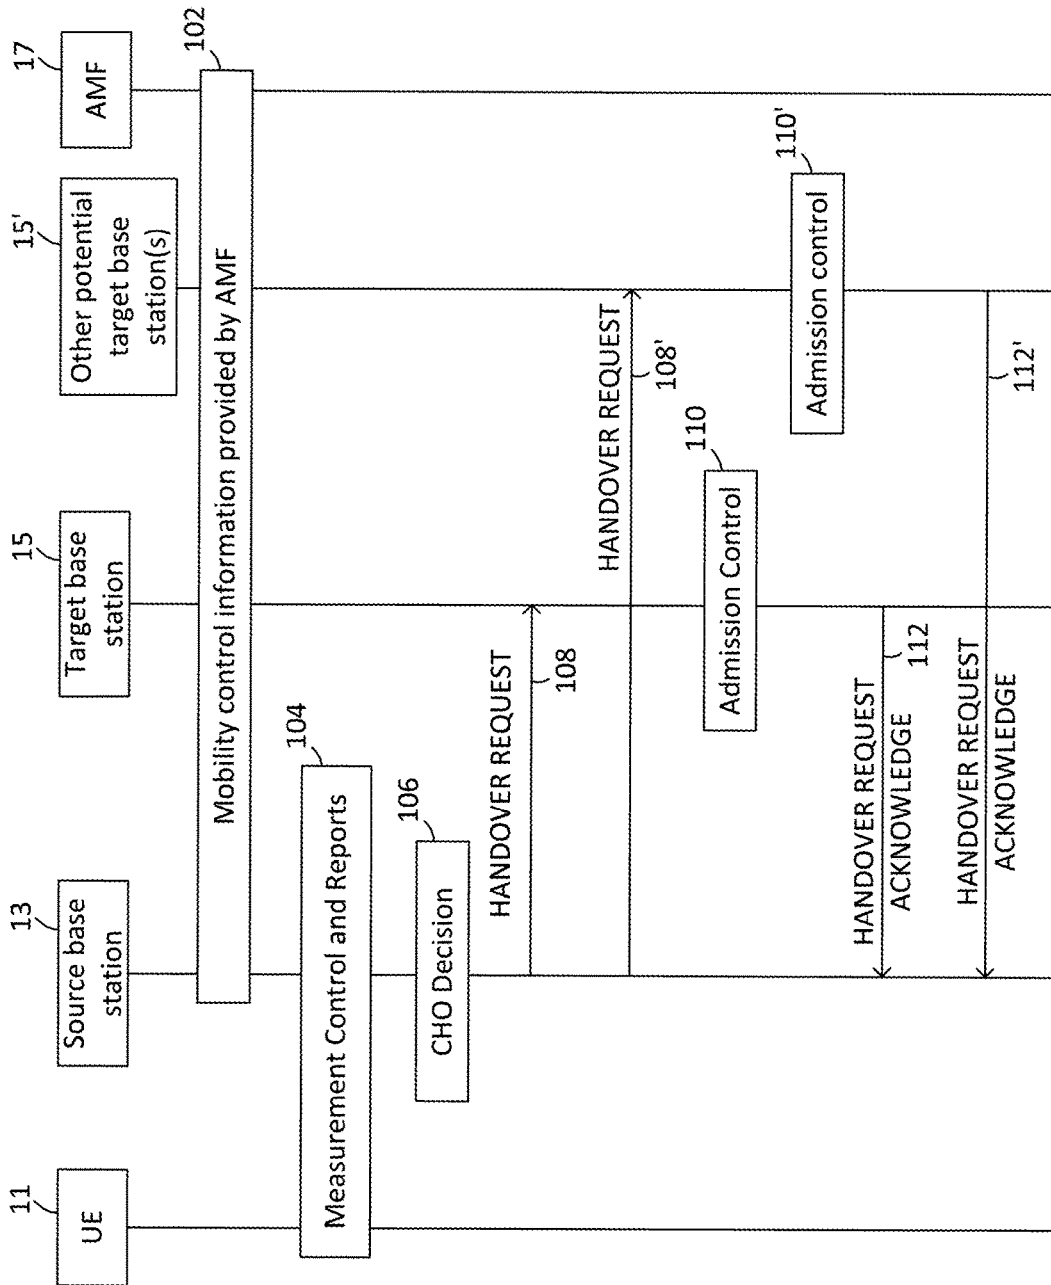 11
UE
13
Source base
station
15
Target base
station
15'
Other potential
target base
station(s)
17
AMF
102
Mobility control information provided by AMF
104
Measurement Control and Reports
106
CHO Decision
HANDOVER REQUEST
108
HANDOVER REQUEST
108'
110
Admission Control
110'
Admission control
HANDOVER REQUEST
ACKNOWLEDGE
112
HANDOVER REQUEST
ACKNOWLEDGE
112'